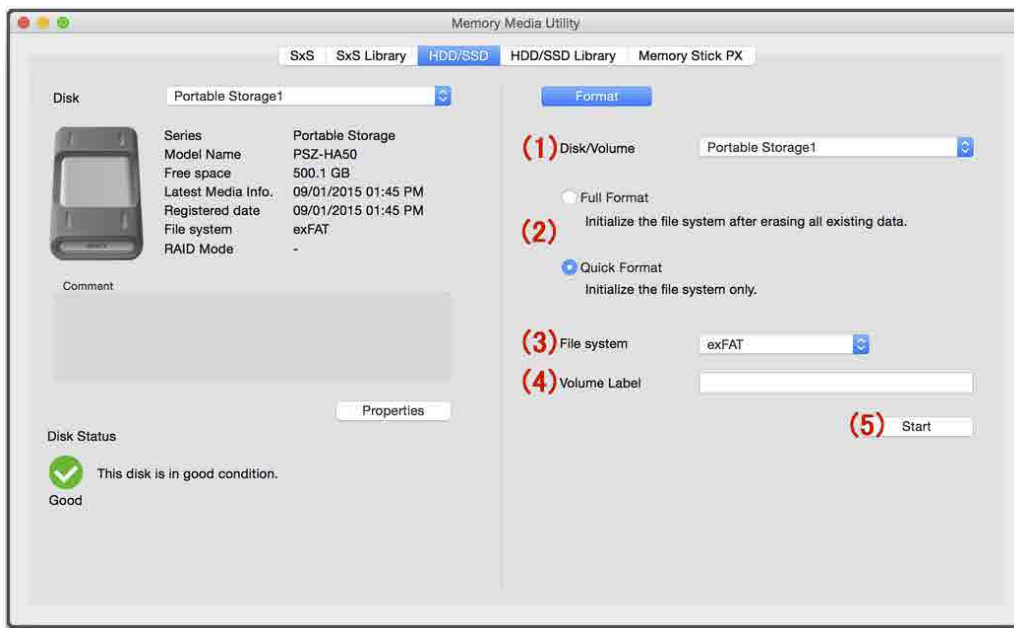 Memory Media Utility
SxS SxS Library HDD/SSD HDD/SSD Library Memory Stick PX
Disk Portable Storage1
Series Portable Storage
Model Name PSZ-HA50
Free space 500.1 GB
Latest Media Info. 09/01/2015 01:45 PM
Registered date 09/01/2015 01:45 PM
File system exFAT
RAID Mode -
Comment
Properties
Disk Status
This disk is in good condition.
Good
Format
(1) Disk/Volume Portable Storage1
(2)
Full Format
Initialize the file system after erasing all existing data.
Quick Format
Initialize the file system only.
(3) File system exFAT
(4) Volume Label
(5) Start